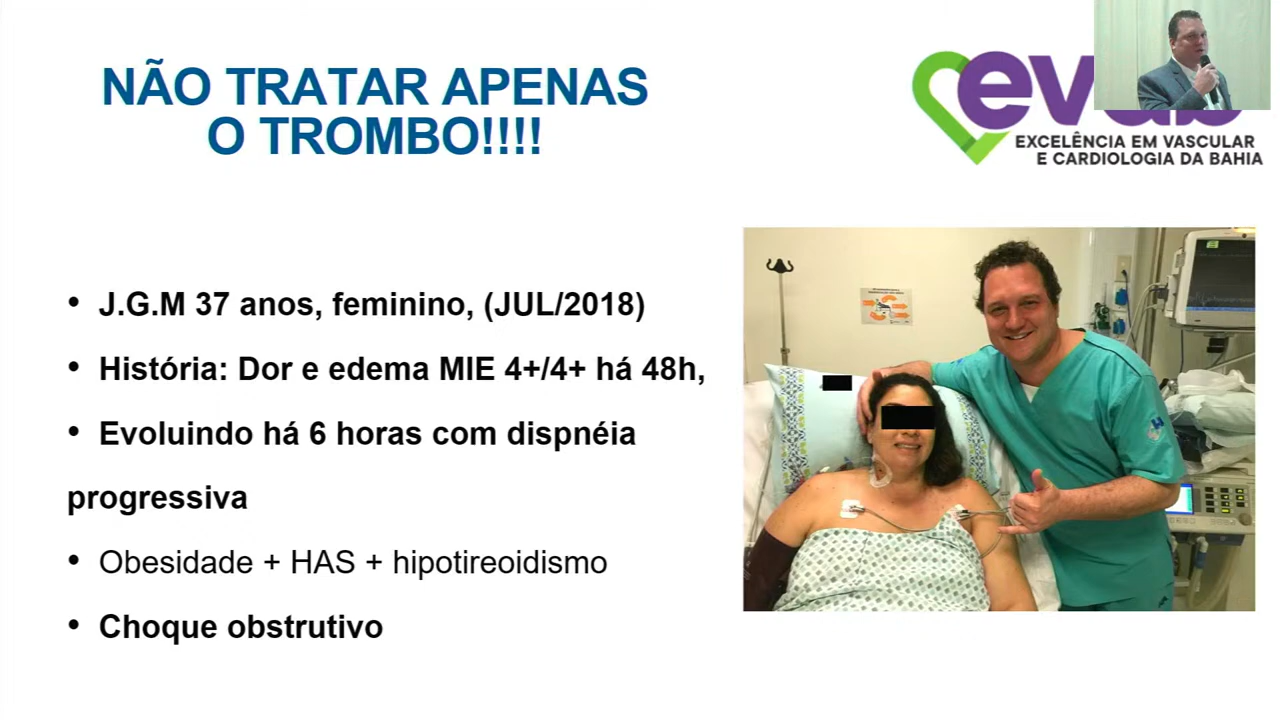 NÃO TRATAR APENAS
O TROMBO!!!!
EXCELÊNCIA EM VASCULAR
E CARDIOLOGIA DA BAHIA
• J.G.M 37 anos, feminino, (JUL/2018)
• História: Dor e edema MIE 4+/4+ há 48h,
• Evoluindo há 6 horas com dispnéia
progressiva
• Obesidade + HAS + hipotireoidismo
• Choque obstrutivo